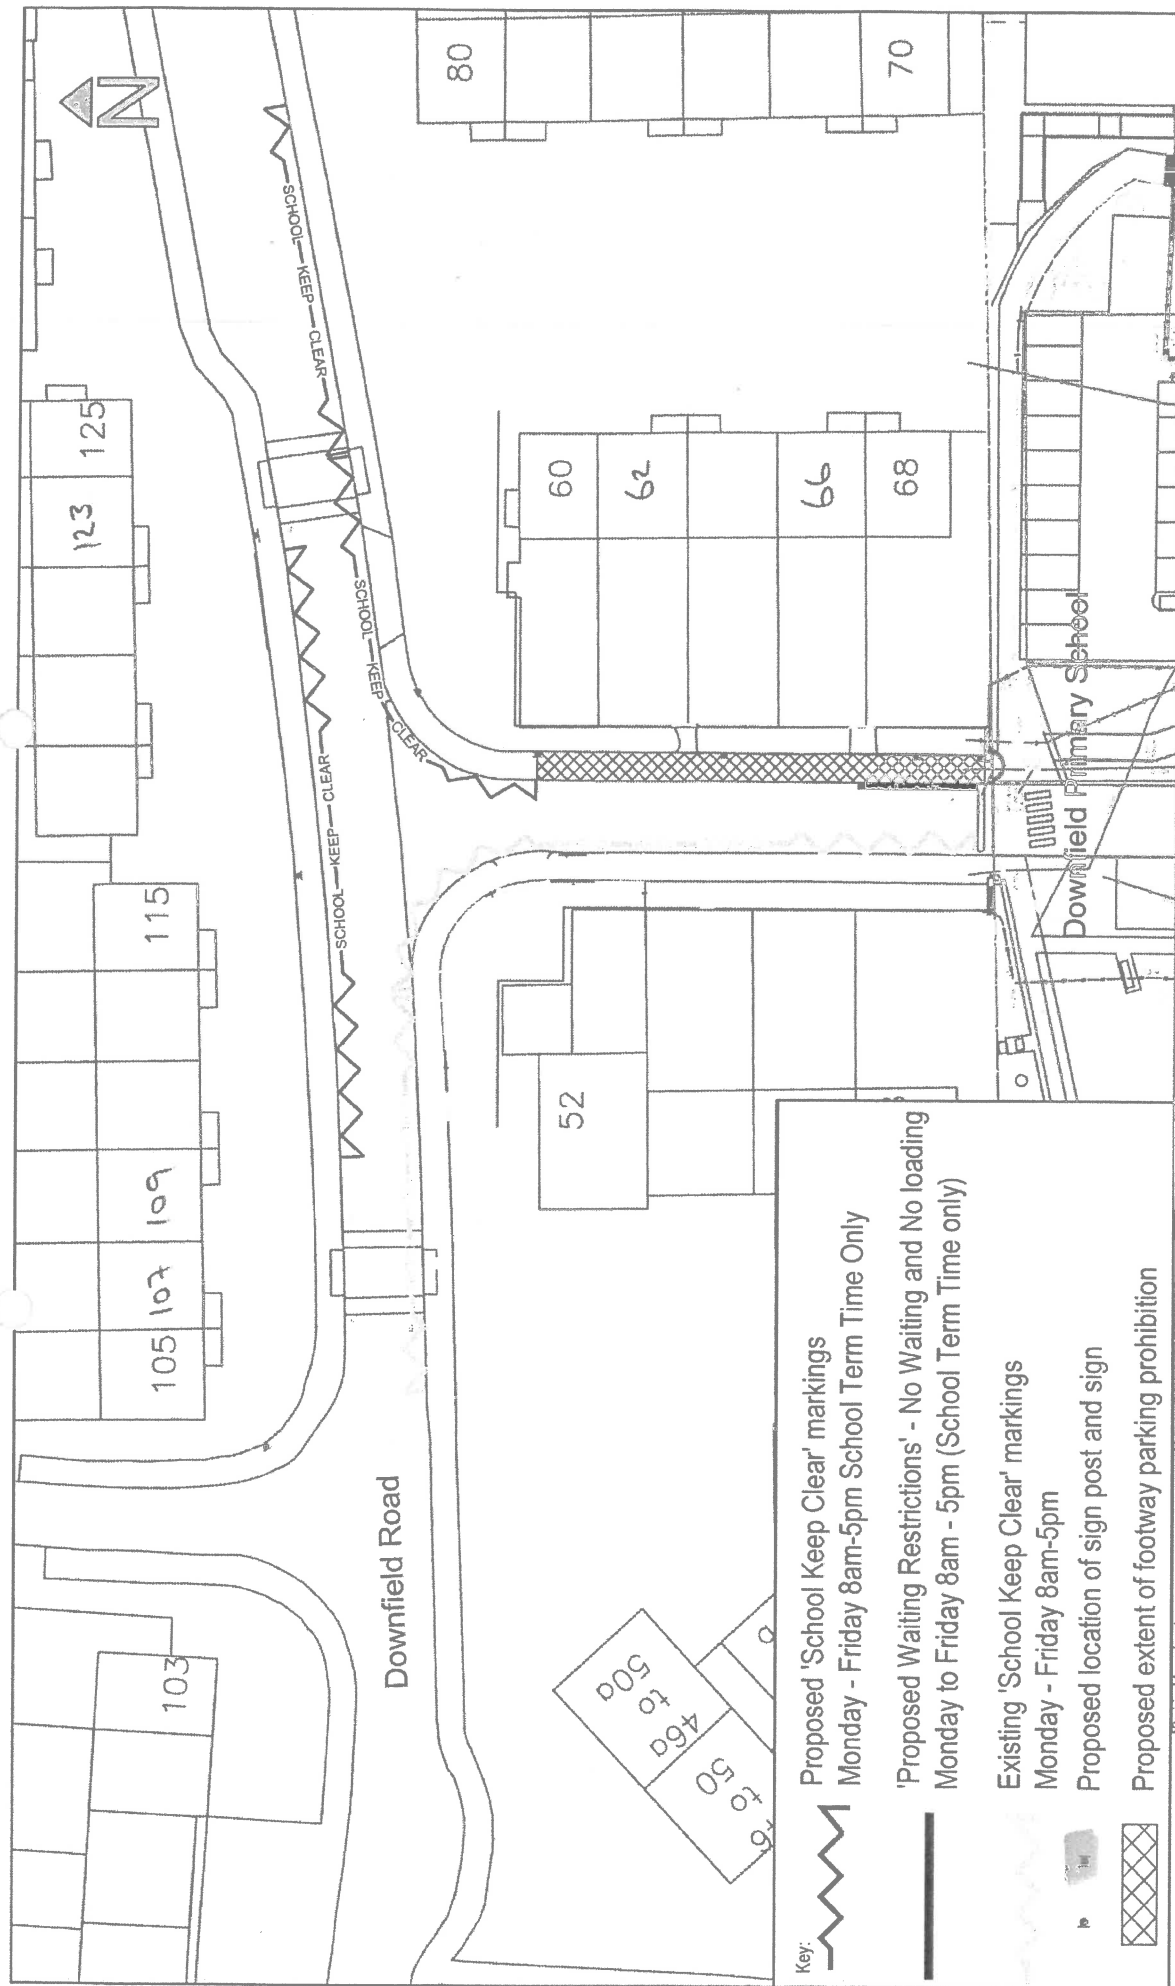 N
103
105
107
109
115
123
125
80
70
60
62
66
68
52
46a
to
50a
to 50
Downfield Road
SCHOOL KEEP CLEAR
SCHOOL KEEP CLEAR
SCHOOL KEEP CLEAR
Downfield Primary School
Key:
Proposed 'School Keep Clear' markings
Monday - Friday 8am-5pm School Term Time Only
'Proposed Waiting Restrictions' - No Waiting and No loading
Monday to Friday 8am - 5pm (School Term Time only)
Existing 'School Keep Clear' markings
Monday - Friday 8am-5pm
Proposed location of sign post and sign
Proposed extent of footway parking prohibition